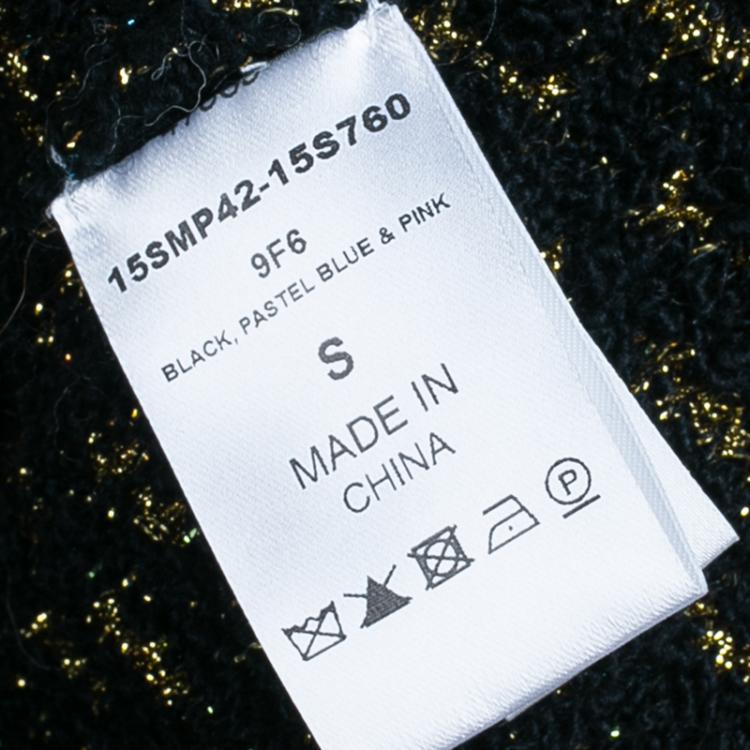 15SMP42-15S760
9F6
BLACK, PASTEL BLUE & PINK
S
MADE IN
CHINA
P